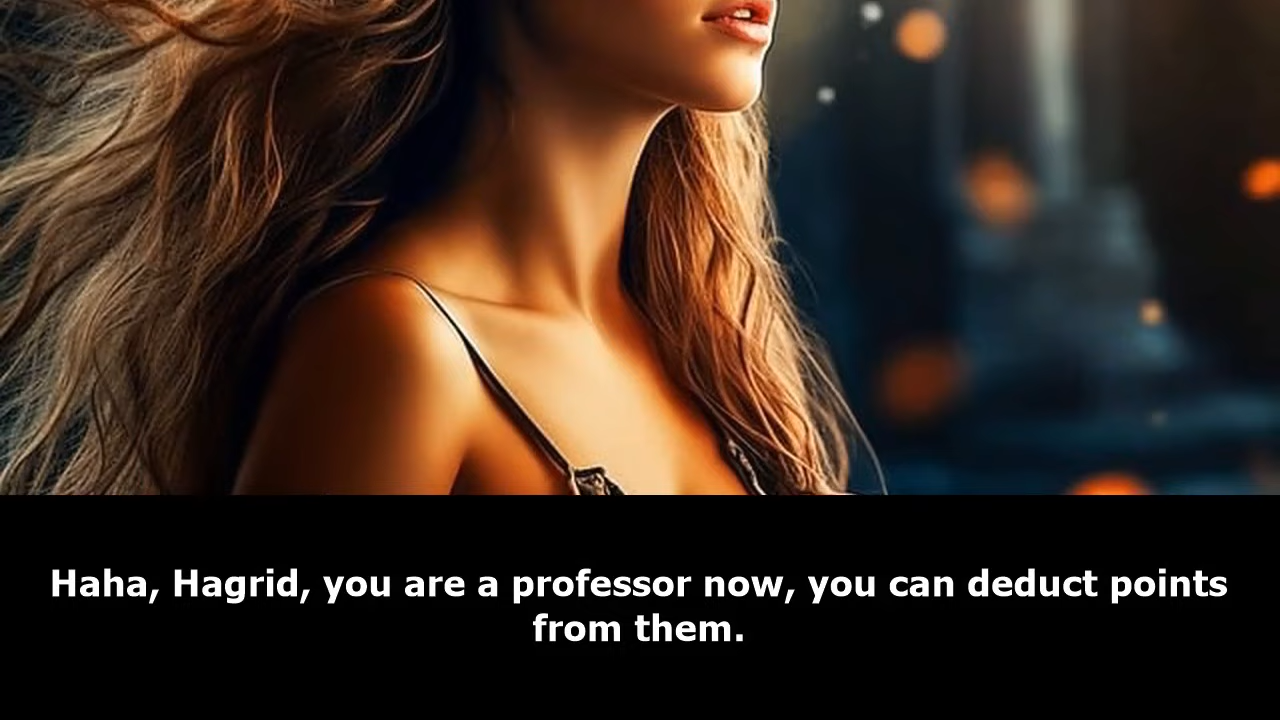 Haha, Hagrid, you are a professor now, you can deduct points
from them.